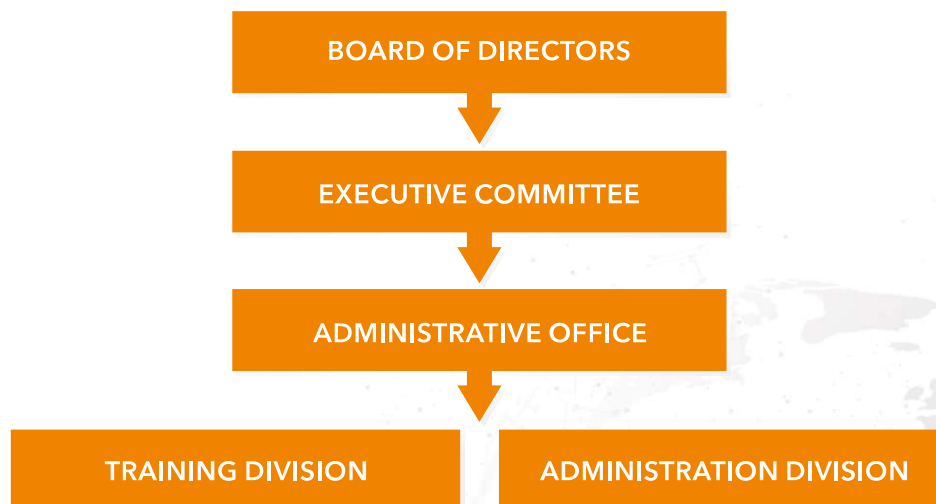 BOARD OF DIRECTORS
EXECUTIVE COMMITTEE
ADMINISTRATIVE OFFICE
TRAINING DIVISION
ADMINISTRATION DIVISION